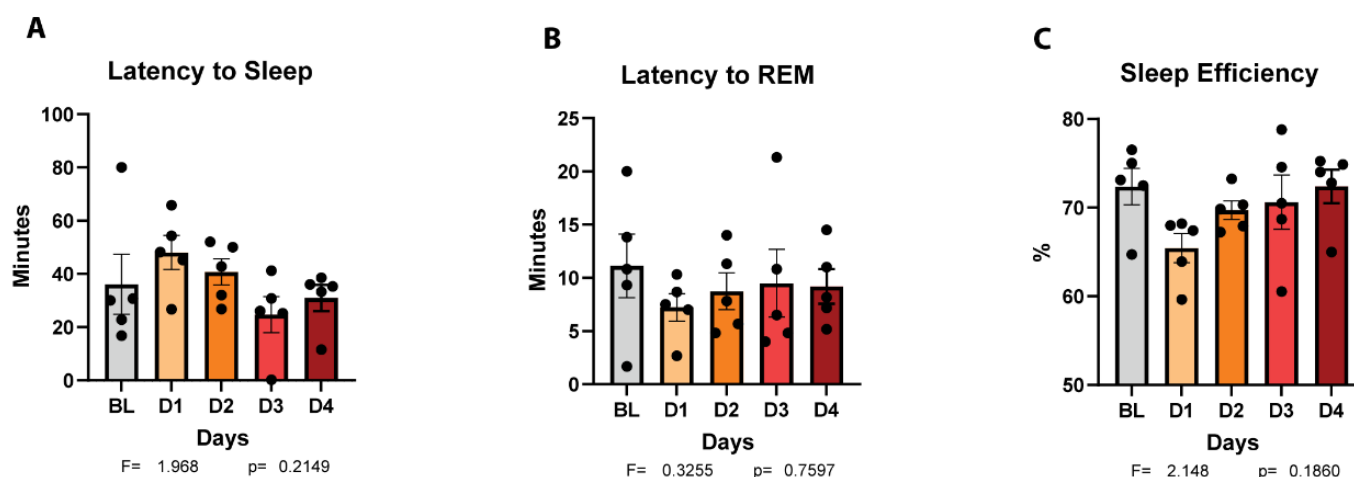 A
Latency to Sleep
Minutes
100
80
60
40
20
0
BL D1 D2 D3 D4
Days
F= 1.968 p= 0.2149
B
Latency to REM
Minutes
25
20
15
10
5
0
BL D1 D2 D3 D4
Days
F= 0.3255 p= 0.7597
C
Sleep Efficiency
%
80
70
60
50
BL D1 D2 D3 D4
Days
F= 2.148 p= 0.1860